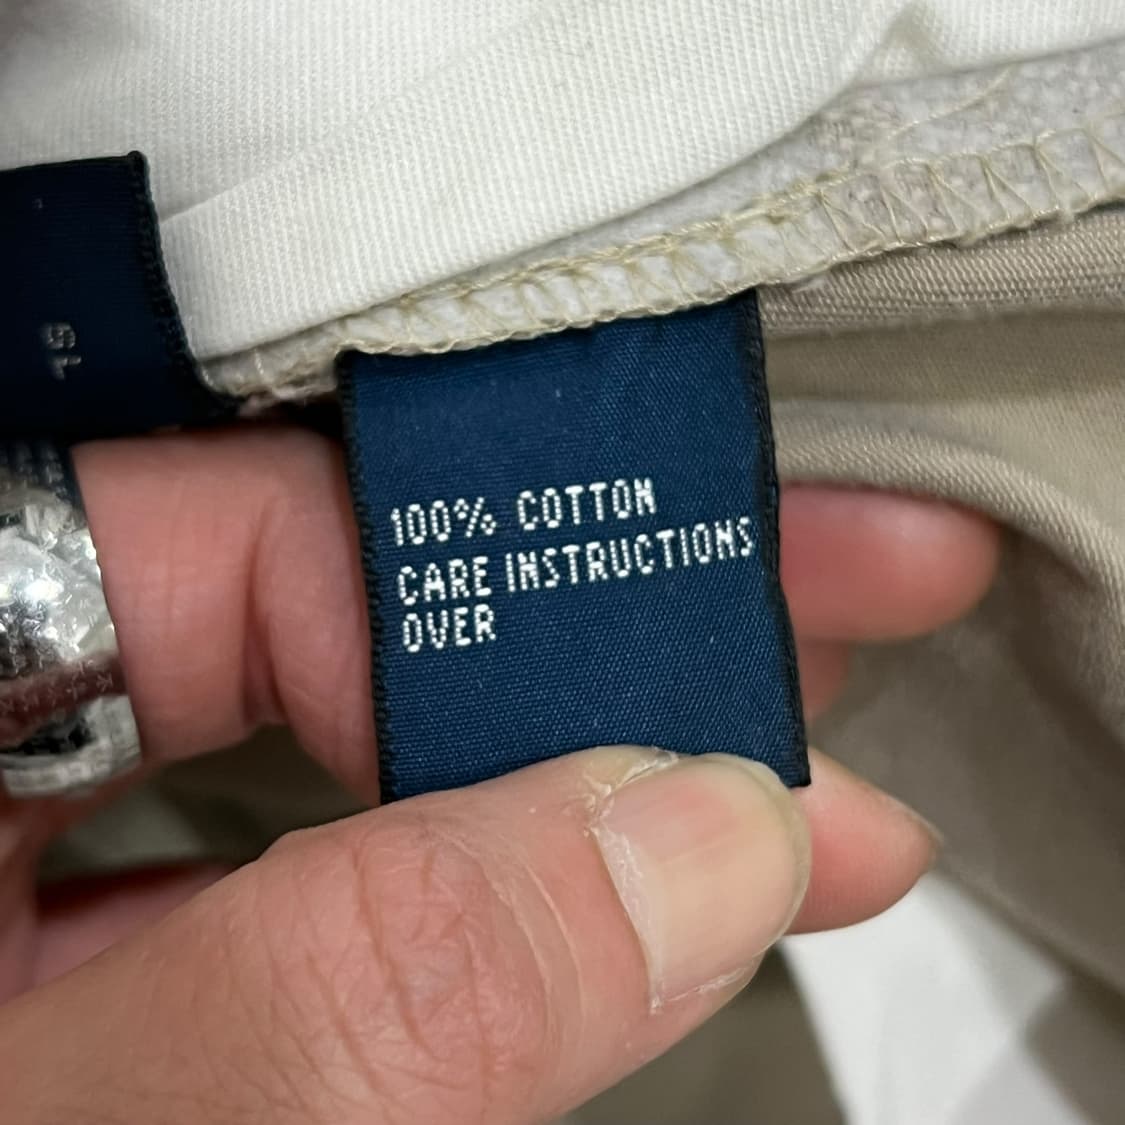 100% COTTON
CARE INSTRUCTIONS
OVER